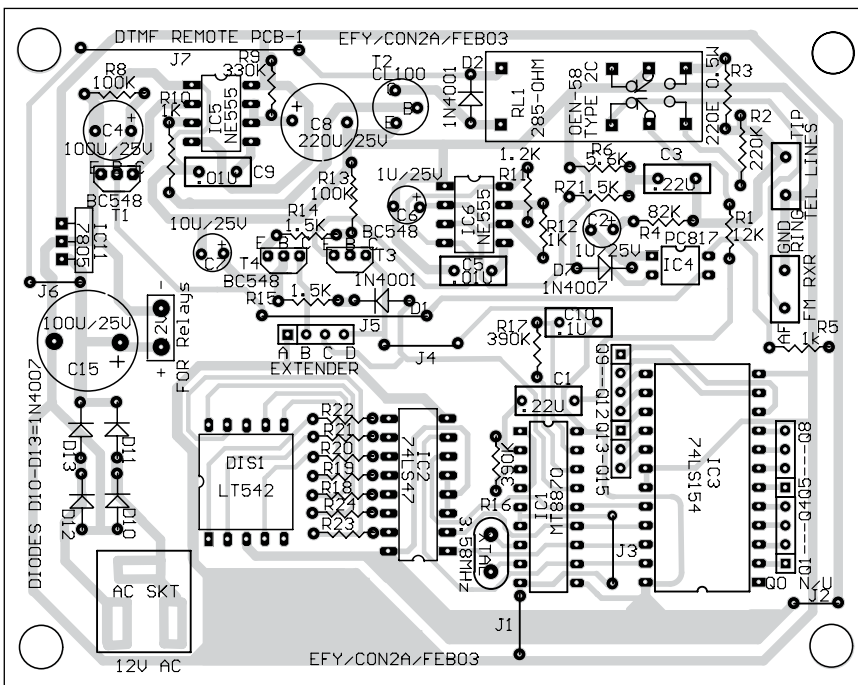 DTMF REMOTE PCB-1
EFY/CON2A/FEB03
J7
R8
100K
R9
330K
R10
1K
IC5
NE555
C4
100U/25V
C8
220U/25V
T2
CL100
C
B
E
D2
1N4001
RL1
285-OHM
OEN-58
TYPE 2C
220E 0.5W
R3
R2
220K
TIP
TEL LINES
RING
E B C
BC548
T1
.01U
C9
R13
100K
1U/25V
C6
IC6
NE555
1.2K
R11
R6
5.6K
C3
.22U
R7
1.5K
R12
1K
1U/25V
82K
R4
R1
12K
PC817
IC4
GND
FM RXR
AF
IC11
7805
10U/25V
C7
R14
1.5K
E B C
T4
BC548
BC548
E B C
T3
C5
.01U
D7
1N4007
J6
R15
1.5K
1N4001
D1
J5
A B C D
EXTENDER
J4
-
12V
+
FOR Relays
100U/25V
C15
R17
390K
C10
.1U
R5
1k
DIODES D10-D13=1N4007
D13
D11
D12
D10
DIS1
LT542
R22
R21
R20
R19
R18
R24
R23
IC2
74LS47
C1
.22U
390K
R16
IC1
MT8870
XTAL
3.58MHz
Q9---Q12Q13-Q15
IC3
74LS154
Q1----Q4Q5----Q8
Q0 N/U
J3
J2
J1
AC SKT
12V AC
EFY/CON2A/FEB03